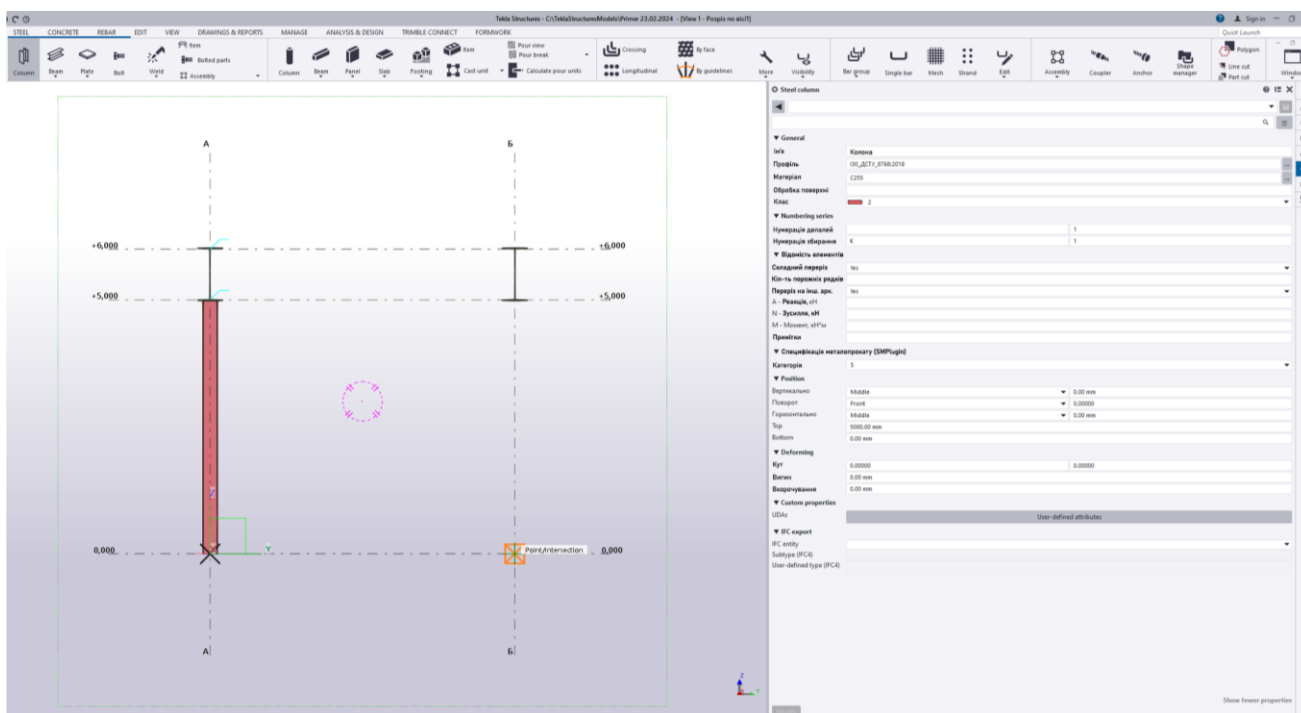 Tekla Structures - C:\TeklaStructuresModels\Primer 23.02.2024 - [View 1 - Pozpis no вісі1]
Sign in
STEEL CONCRETE REBAR EDIT VIEW DRAWINGS & REPORTS MANAGE ANALYSIS & DESIGN TRIMBLE CONNECT FORMWORK
Quick Launch
Item Pour view Item Crossing By face Polygon
Bolted parts Pour break Line cut
Assembly Cast unit Calculate pour units Longitudinal By guidelines Part cut
Column Beam Plate Bolt Weld Column Beam Panel Slab Footing More Visibility Bar group Single bar Mesh Strand Edit Assembly Coupler Anchor Shape manager Window
Steel column
А Б
+6,000 +6,000
+5,000 +5,000
Z
Y
0,000 Point/Intersection 0,000
А Б
Z
Y
General
Ім'я Колона
Профіль I30_ДСТУ_8768:2018
Матеріал C255
Обробка поверхні
Клас 2
Numbering series
Нумерація деталей 1
Нумерація збирання К 1
Відомість елементів
Складний переріз Yes
Кіл-ть порожніх рядків
Переріз на інш. арк. Yes
A - Реакція, кН
N - Зусилля, кН
M - Момент, кН*м
Примітки
Специфікація металопрокату (SMPlugin)
Категорія 5
Position
Вертикально Middle 0.00 mm
Поворот Front 0.00000
Горизонтально Middle 0.00 mm
Top 5000.00 mm
Bottom 0.00 mm
Deforming
Кут 0.00000 0.00000
Вигин 0.00 mm
Вкорочування 0.00 mm
Custom properties
UDAs User-defined attributes
IFC export
IFC entity
Subtype (IFC4)
User-defined type (IFC4)
Show fewer properties